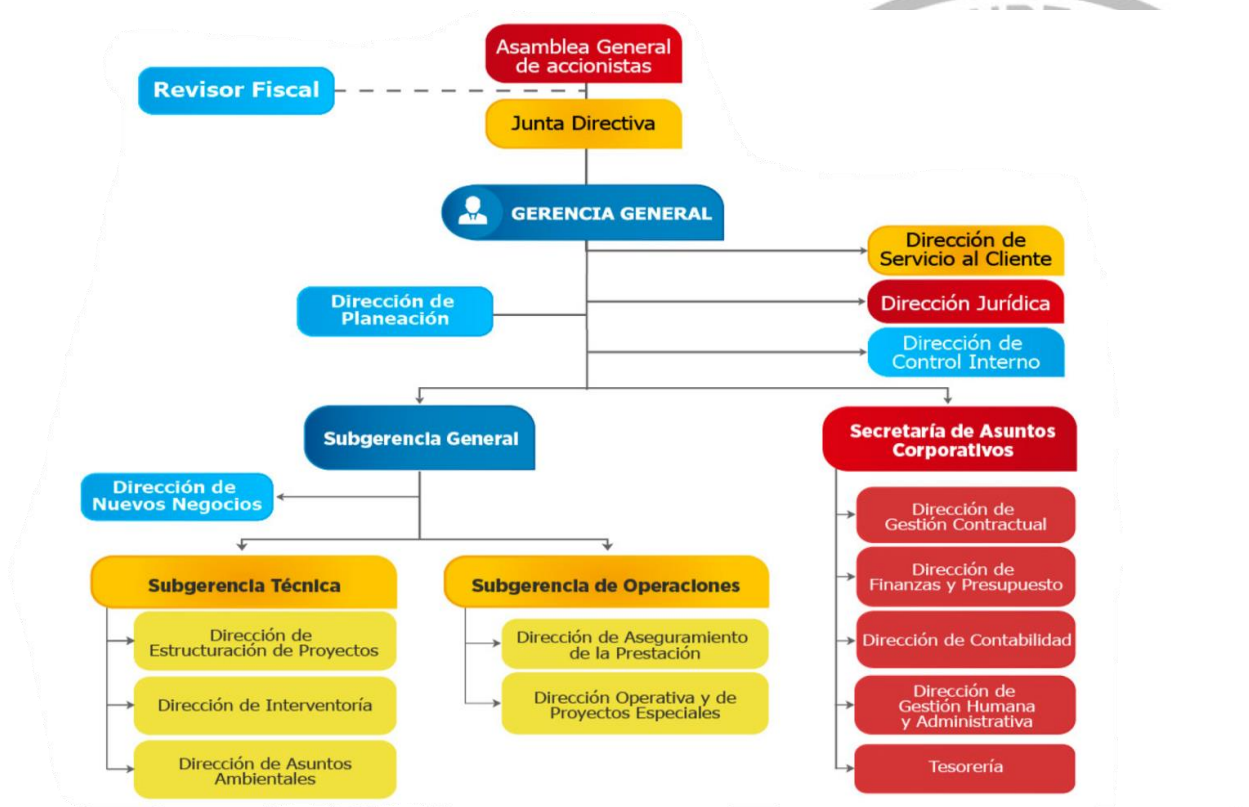 Asamblea General
de accionistas
Revisor Fiscal
Junta Directiva
GERENCIA GENERAL
Dirección de
Servicio al Cliente
Dirección de
Planeación
Dirección Jurídica
Dirección de
Control Interno
Subgerencia General
Secretaría de Asuntos
Corporativos
Dirección de
Nuevos Negocios
Dirección de
Gestión Contractual
Subgerencia Técnica
Subgerencia de Operaciones
Dirección de
Finanzas y Presupuesto
Dirección de
Estructuración de Proyectos
Dirección de Aseguramiento
de la Prestación
Dirección de Contabilidad
Dirección de Interventoría
Dirección Operativa y de
Proyectos Especiales
Dirección de
Gestión Humana
y Administrativa
Dirección de Asuntos
Ambientales
Tesorería